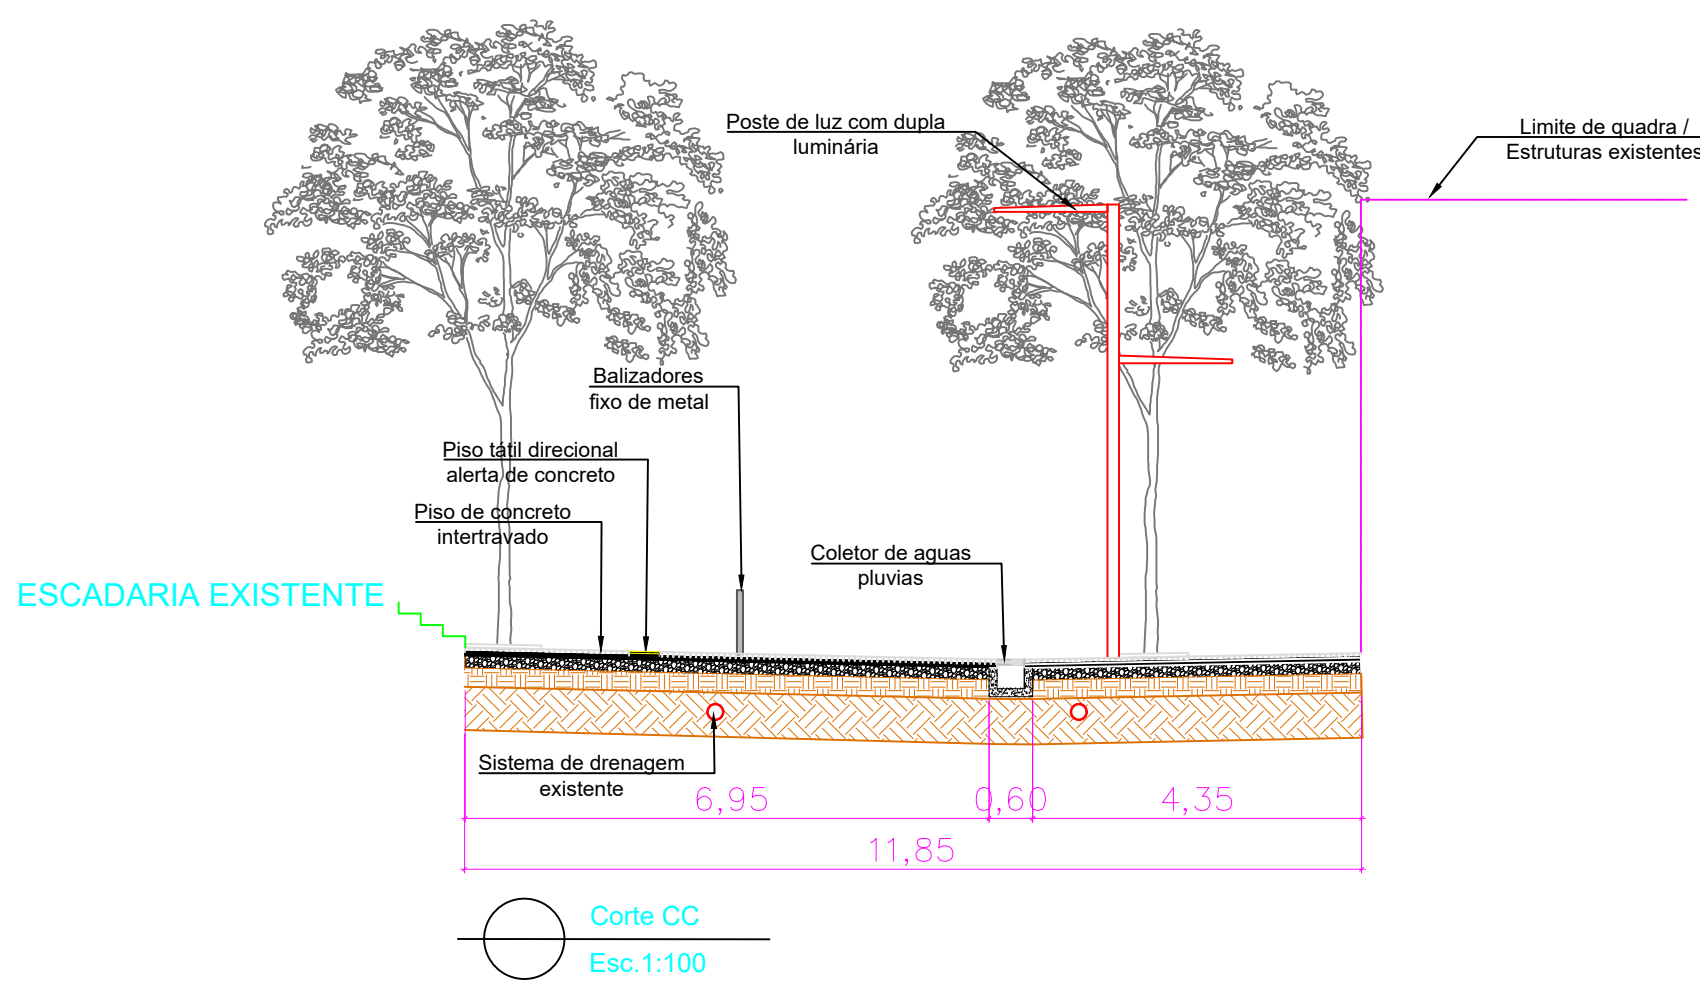 Poste de luz com dupla
luminária
Limite de quadra /
Estruturas existentes
Balizadores
fixo de metal
Piso tátil direcional
alerta de concreto
Piso de concreto
intertravado
Coletor de aguas
pluvias
ESCADARIA EXISTENTE
Sistema de drenagem
existente
6,95
0,60
4,35
11,85
Corte CC
Esc.1:100